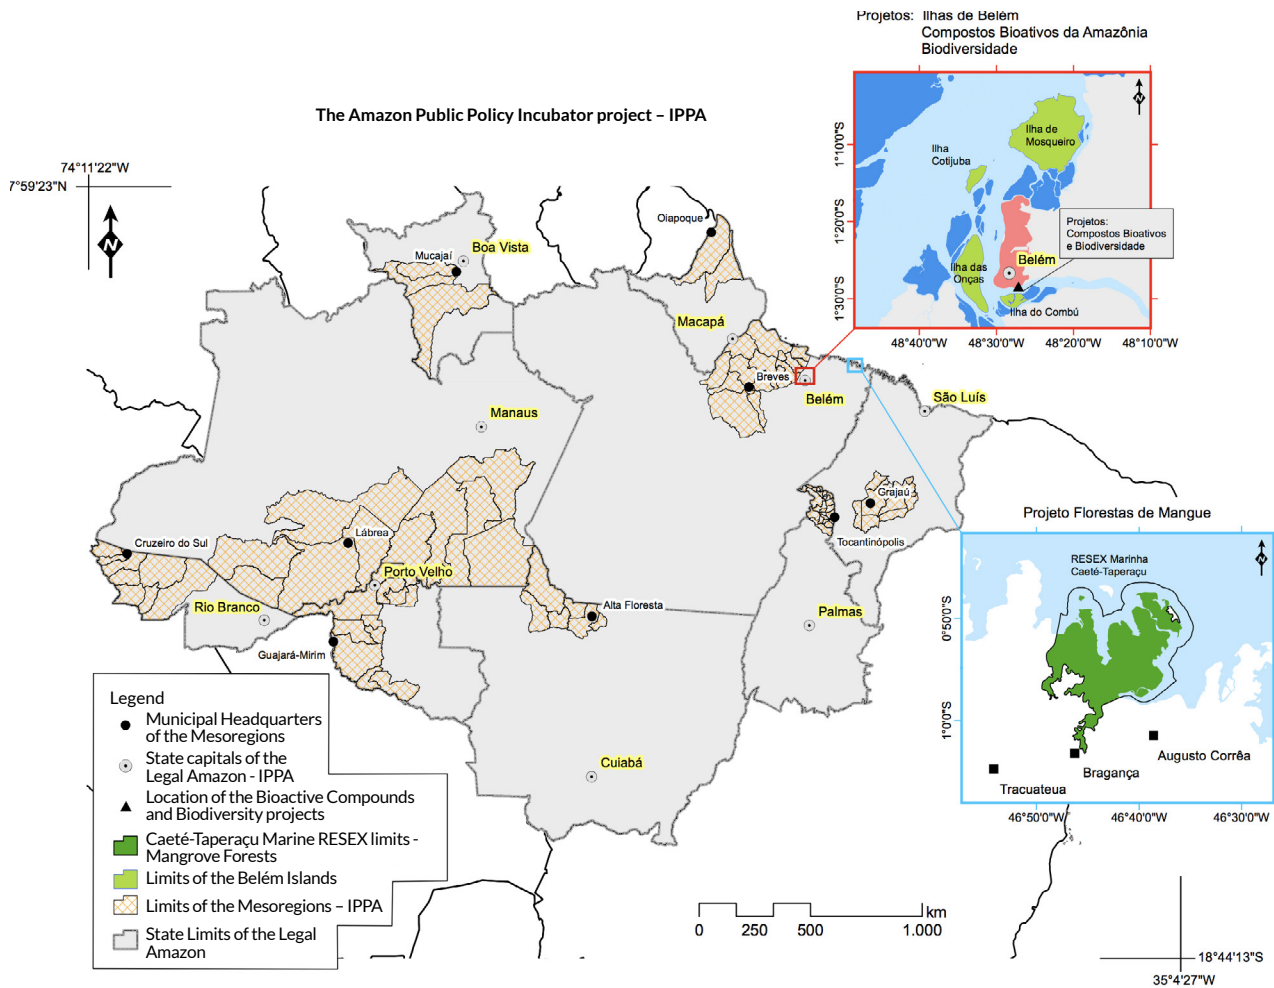 Projetos: Ilhas de Belém
Compostos Bioativos da Amazônia
Biodiversidade
The Amazon Public Policy Incubator project – IPPA
74°11'22"W
7°59'23"N
N
N
1°10'0"S
1°20'0"S
1°30'0"S
Ilha de
Mosqueiro
Ilha
Cotijuba
Projetos:
Compostos Bioativos
e Biodiversidade
Belém
Ilha das
Onças
Ilha do Combú
48°40'0"W
48°30'0"W
48°20'0"W
48°10'0"W
Oiapoque
Boa Vista
Mucajaí
Macapá
Breves
Belém
São Luís
Manaus
Grajaú
Tocantinópolis
Cruzeiro do Sul
Lábrea
Porto Velho
Rio Branco
Alta Floresta
Palmas
Guajará-Mirim
Cuiabá
Projeto Florestas de Mangue
RESEX Marinha
Caeté-Taperaçu
N
0°50'0"S
1°0'0"S
Augusto Corrêa
Bragança
Tracuateua
46°50'0"W
46°40'0"W
46°30'0"W
Legend
Municipal Headquarters
of the Mesoregions
State capitals of the
Legal Amazon - IPPA
Location of the Bioactive Compounds
and Biodiversity projects
Caeté-Taperaçu Marine RESEX limits -
Mangrove Forests
Limits of the Belém Islands
Limits of the Mesoregions – IPPA
State Limits of the Legal
Amazon
km
0 250 500 1.000
18°44'13"S
35°4'27"W